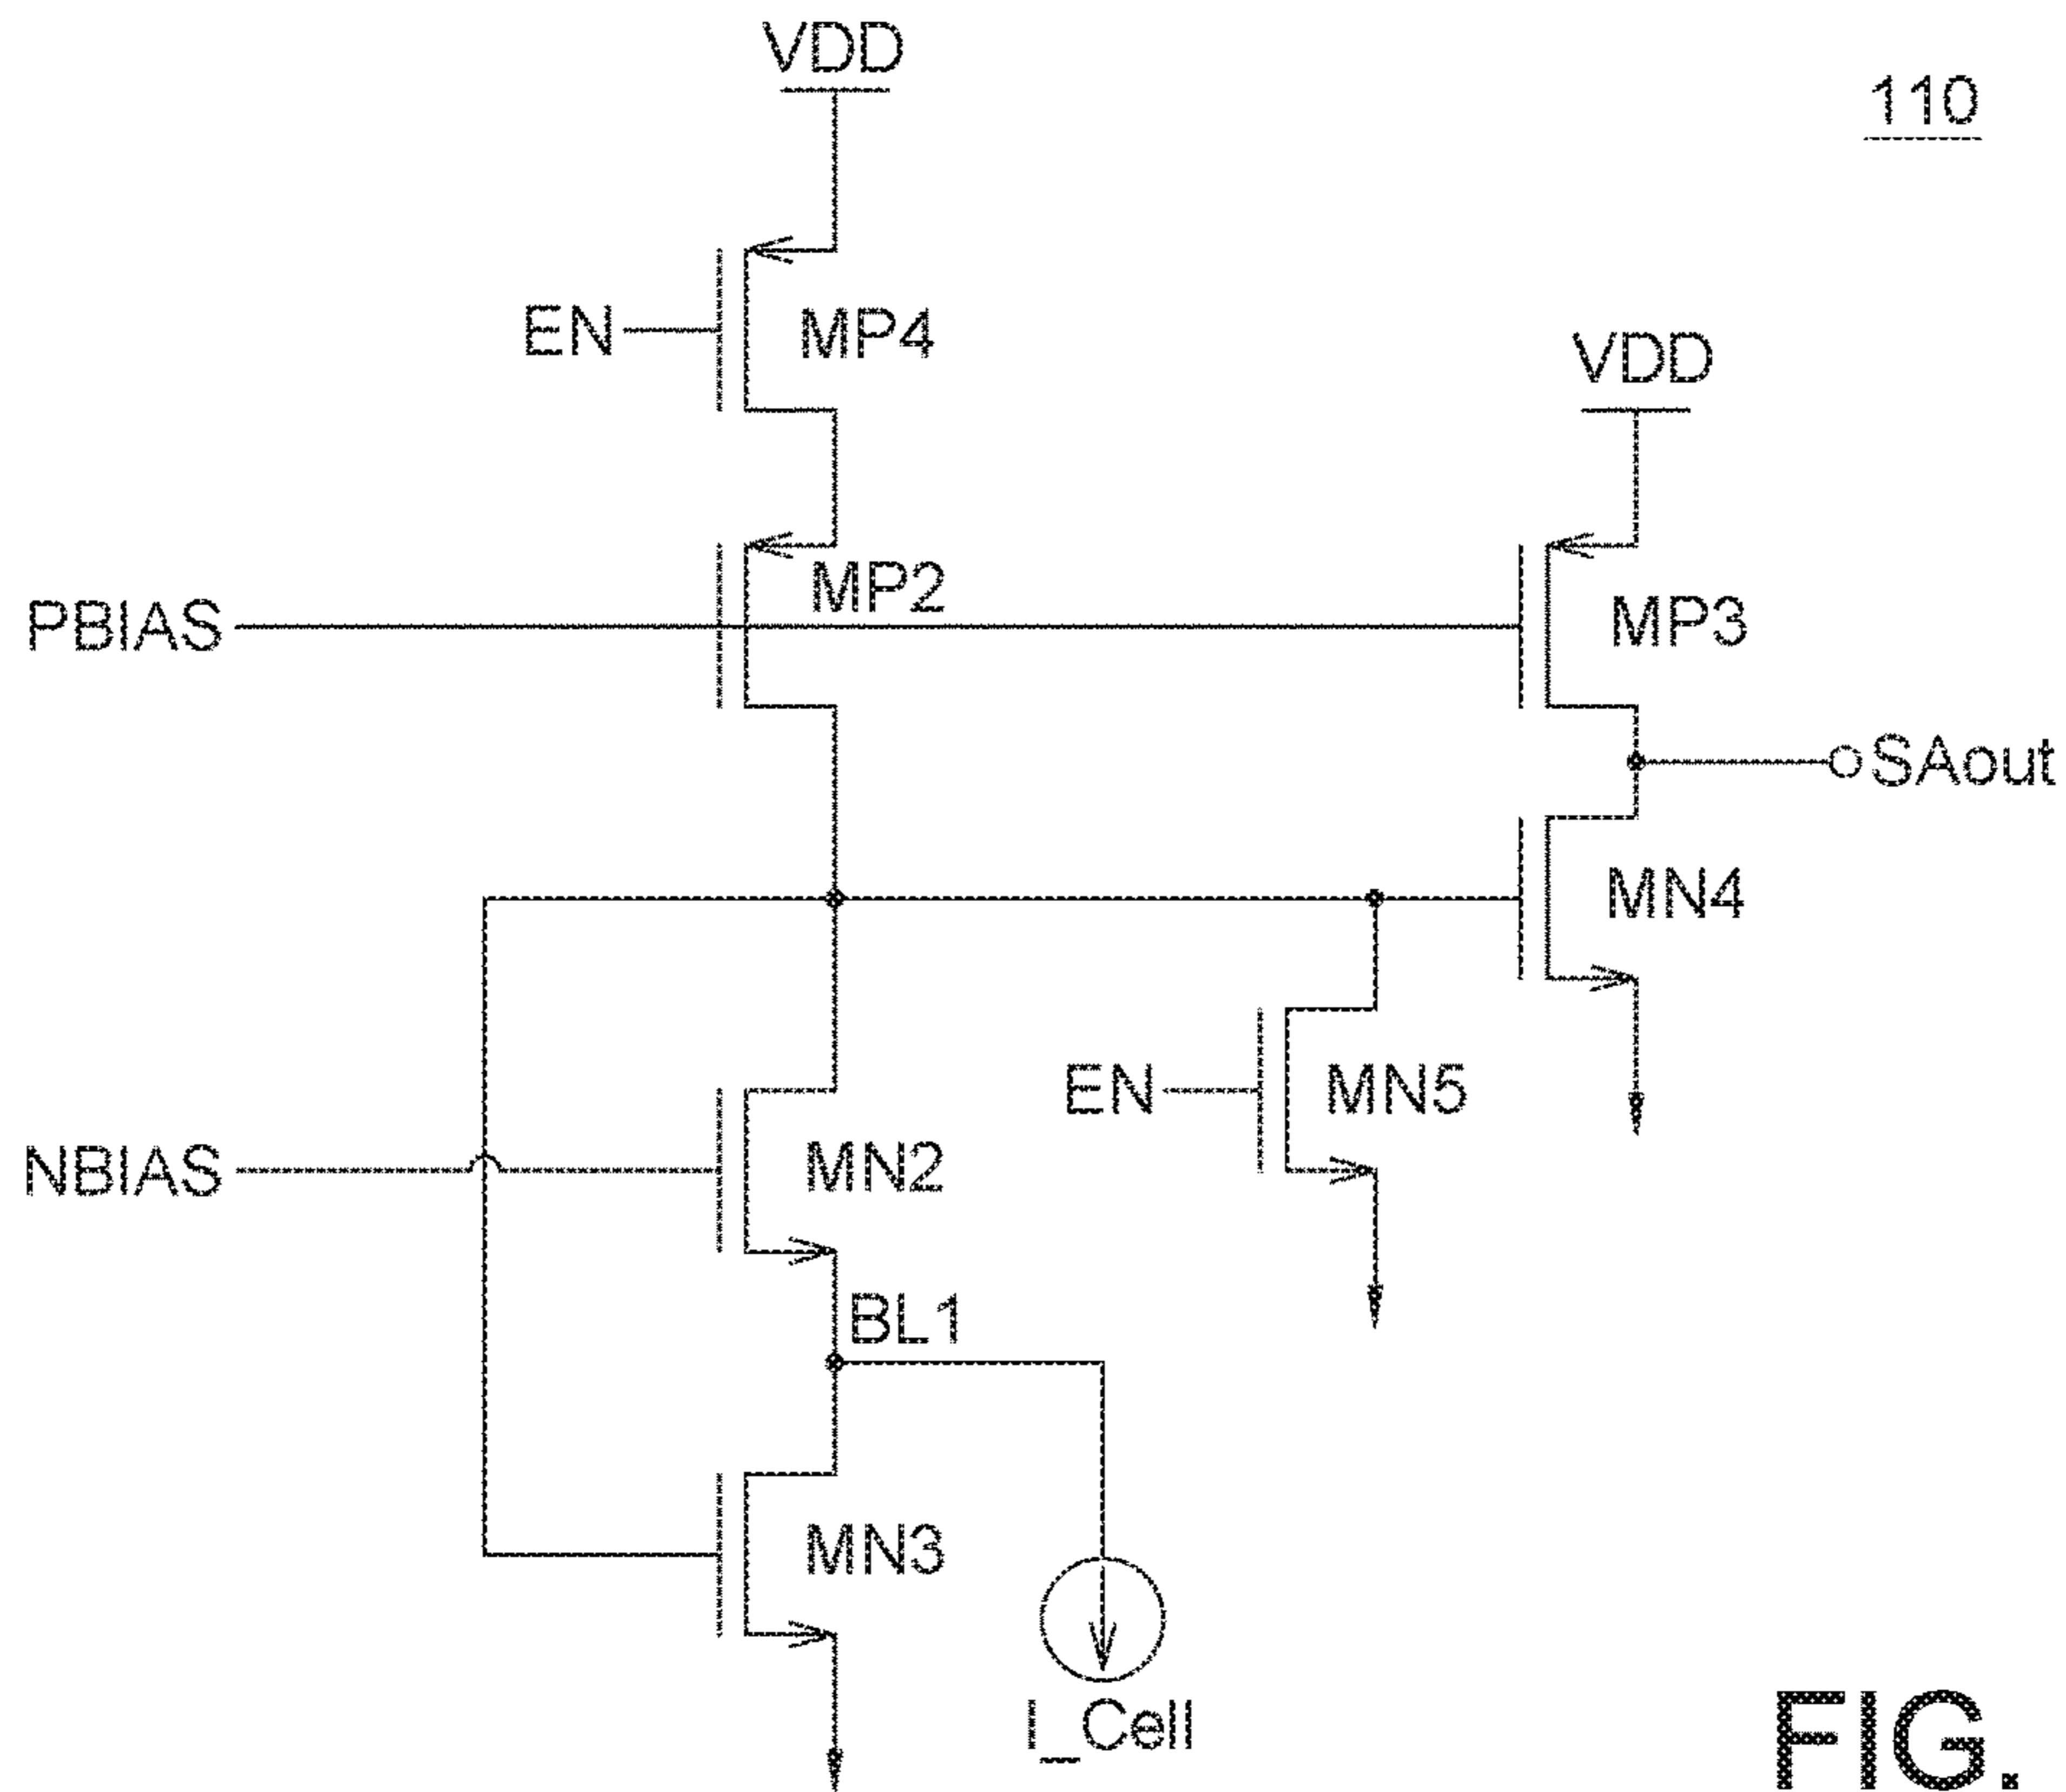 VDD
110
EN
MP4
VDD
PBIAS
MP2
MP3
SAout
MN4
EN
MN5
NBIAS
MN2
BL1
MN3
I_Cell
FIG.